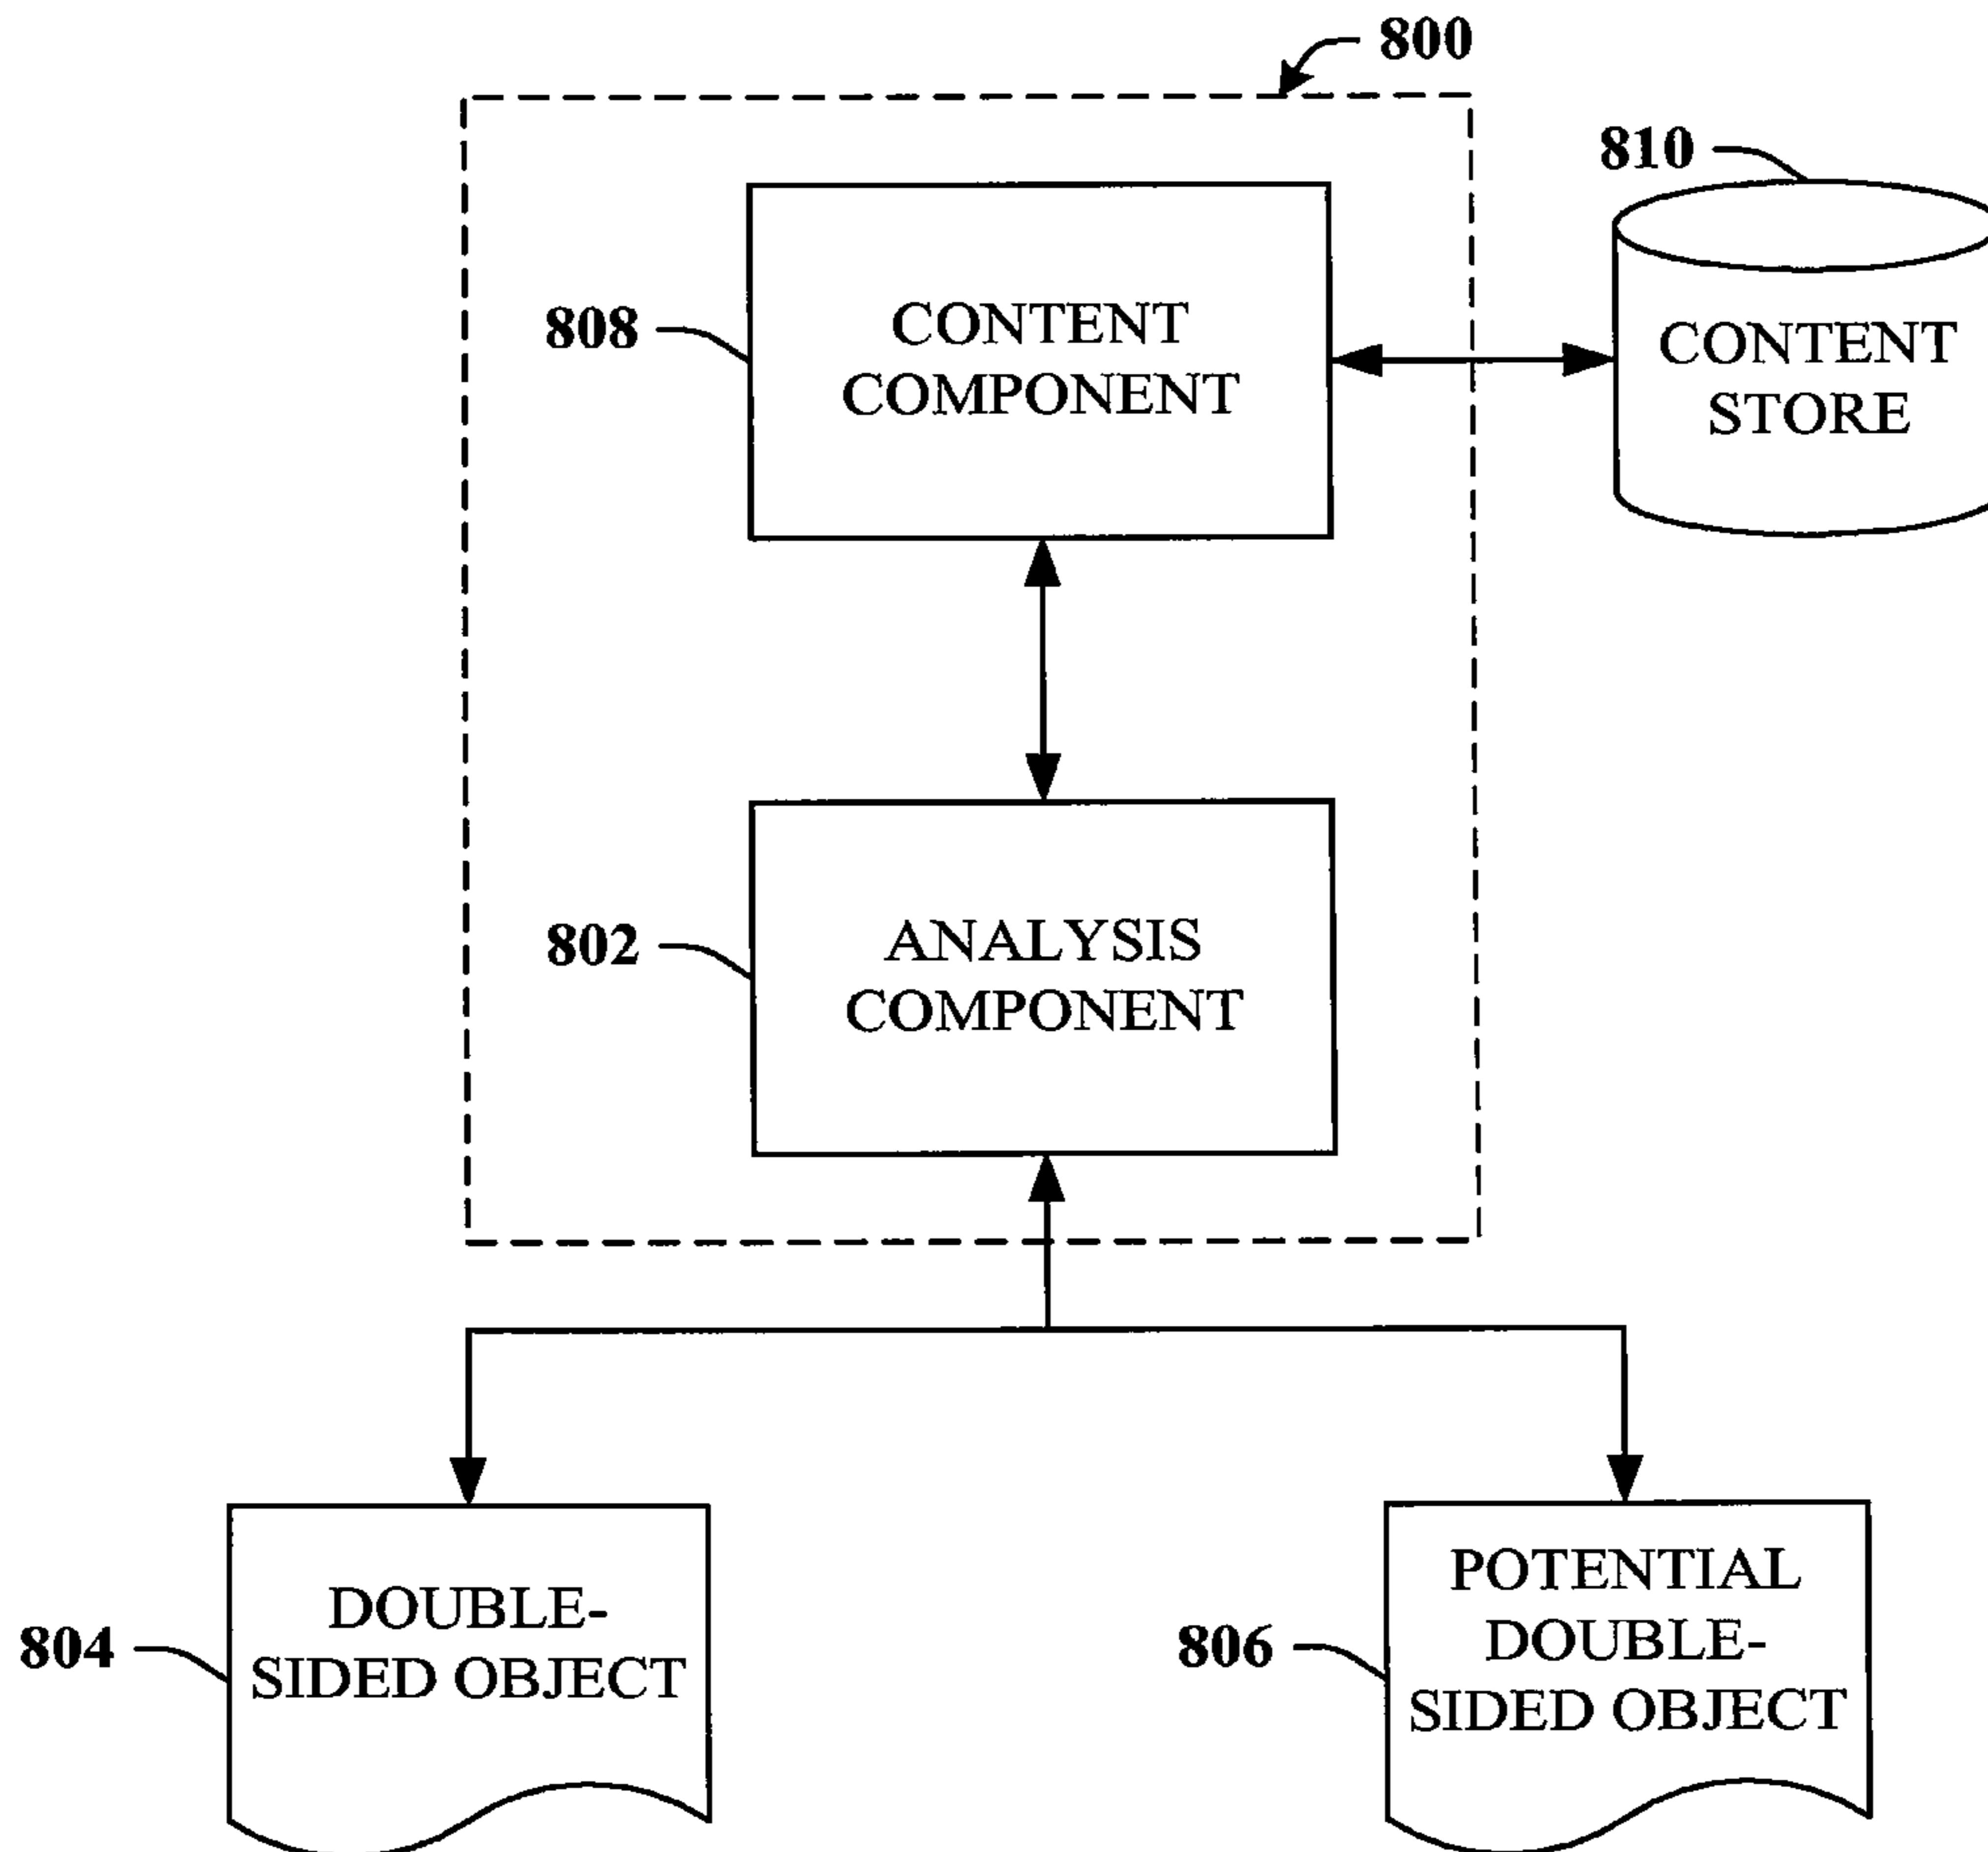 800
810
808
CONTENT
COMPONENT
CONTENT
STORE
802
ANALYSIS
COMPONENT
804
DOUBLE-
SIDED OBJECT
806
POTENTIAL
DOUBLE-
SIDED OBJECT